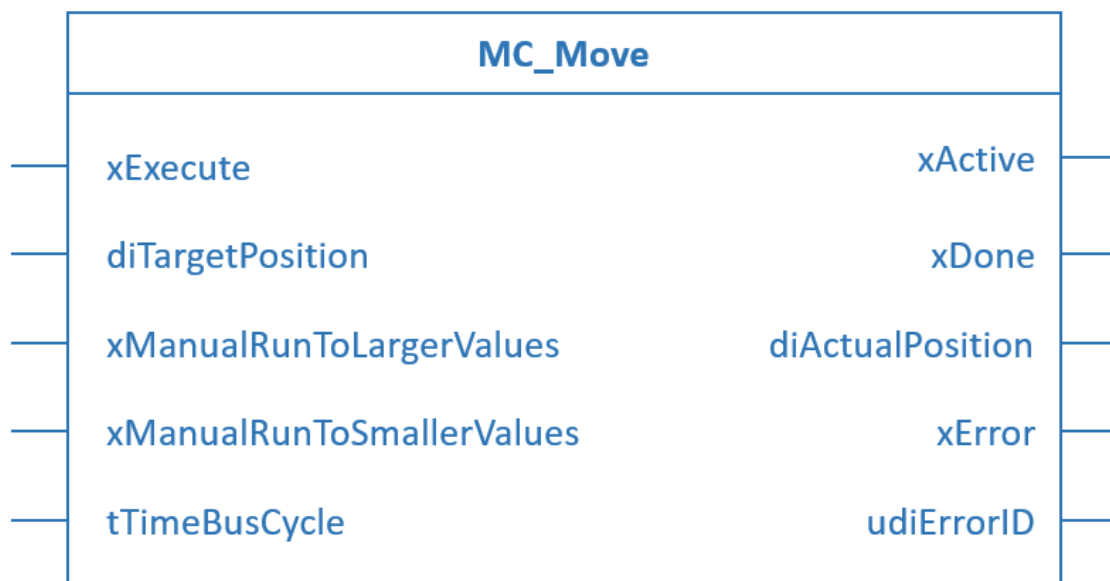 MC_Move
xExecute
xActive
diTargetPosition
xDone
xManualRunToLargerValues
diActualPosition
xManualRunToSmallerValues
xError
tTimeBusCycle
udiErrorID